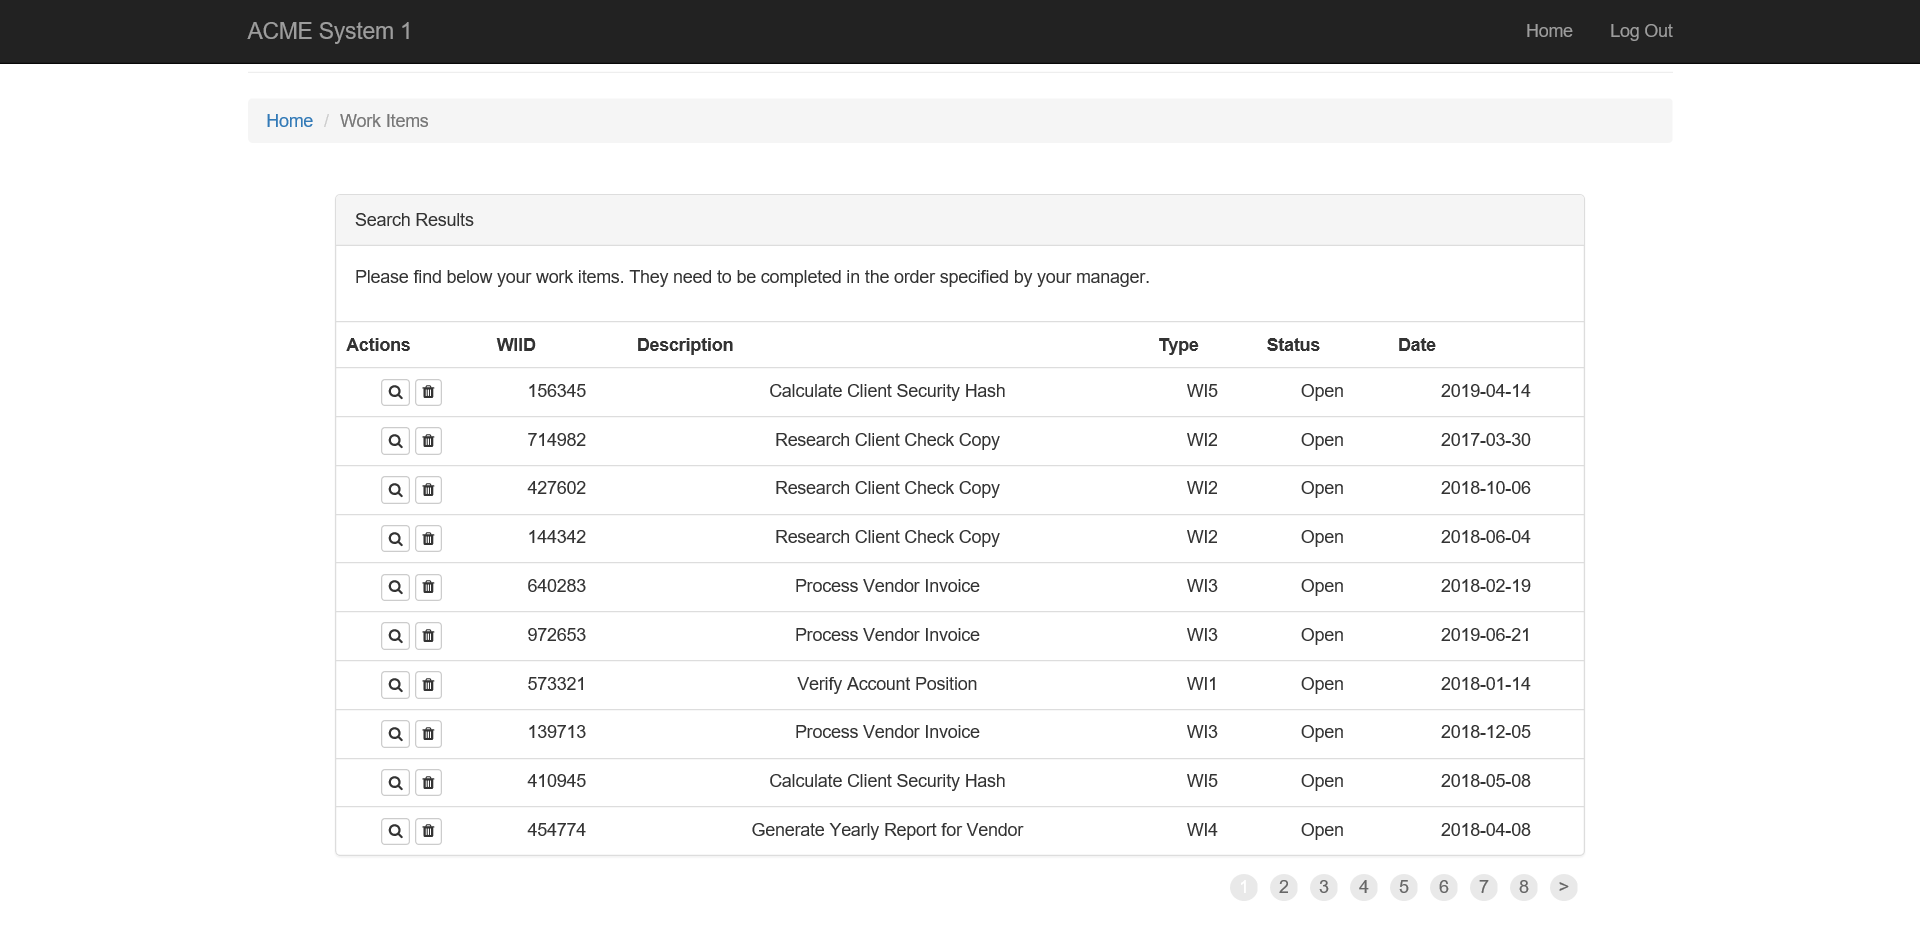 ACME System 1 Home Log Out
Home / Work Items
Search Results
Please find below your work items. They need to be completed in the order specified by your manager.
Actions WIID Description Type Status Date
156345 Calculate Client Security Hash WI5 Open 2019-04-14
714982 Research Client Check Copy WI2 Open 2017-03-30
427602 Research Client Check Copy WI2 Open 2018-10-06
144342 Research Client Check Copy WI2 Open 2018-06-04
640283 Process Vendor Invoice WI3 Open 2018-02-19
972653 Process Vendor Invoice WI3 Open 2019-06-21
573321 Verify Account Position WI1 Open 2018-01-14
139713 Process Vendor Invoice WI3 Open 2018-12-05
410945 Calculate Client Security Hash WI5 Open 2018-05-08
454774 Generate Yearly Report for Vendor WI4 Open 2018-04-08
1 2 3 4 5 6 7 8 >